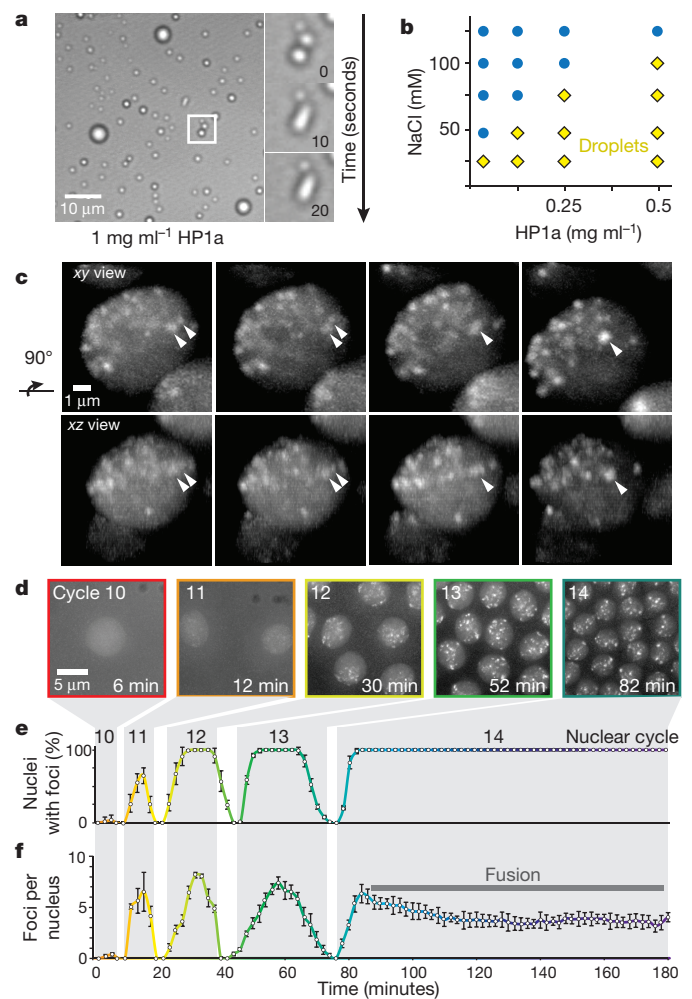 a
0
10
20
Time (seconds)
10 μm
1 mg ml–1 HP1a
b
NaCl (mM)
100
50
Droplets
0.25
0.5
HP1a (mg ml–1)
c
xy view
90°
1 μm
xz view
d
Cycle 10
11
12
13
14
5 μm
6 min
12 min
30 min
52 min
82 min
e
10
11
12
13
14
Nuclear cycle
Nuclei
with foci (%)
100
0
f
Foci per
nucleus
10
5
0
Fusion
0
20
40
60
80
100
120
140
160
180
Time (minutes)